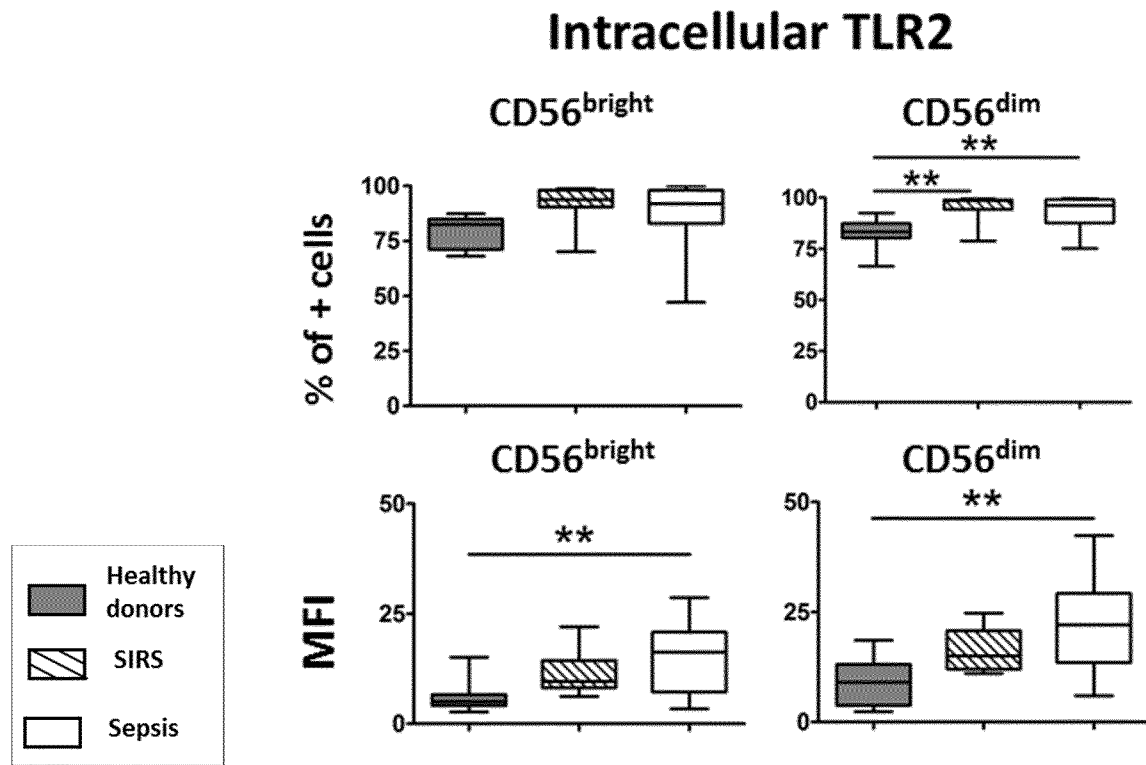 Intracellular TLR2
CD56bright
CD56dim
**
**
100
75
50
25
0
100
75
50
25
0
% of + cells
CD56bright
CD56dim
**
**
50
25
0
50
25
0
MFI
Healthy
donors
SIRS
Sepsis